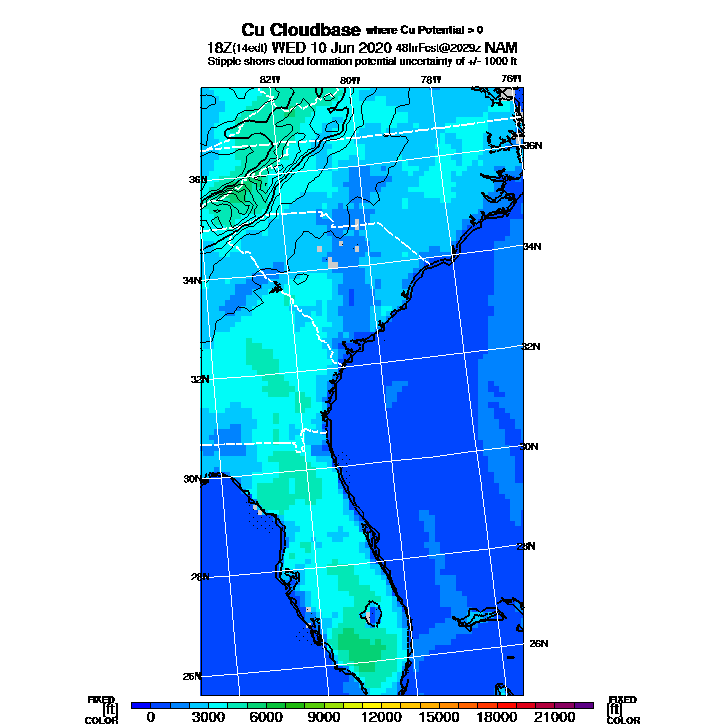 Cu Cloudbase where Cu Potential > 0
18Z(14edt) WED 10 Jun 2020 48hrFcst@2029z NAM
Stipple shows cloud formation potential uncertainty of +/- 1000 ft
82W 80W 78W 76W
36N
36N
34N
34N
32N
32N
30N
30N
28N
28N
26N
26N
FIXED FIXED
[ft] [ft]
COLOR COLOR
0 3000 6000 9000 12000 15000 18000 21000